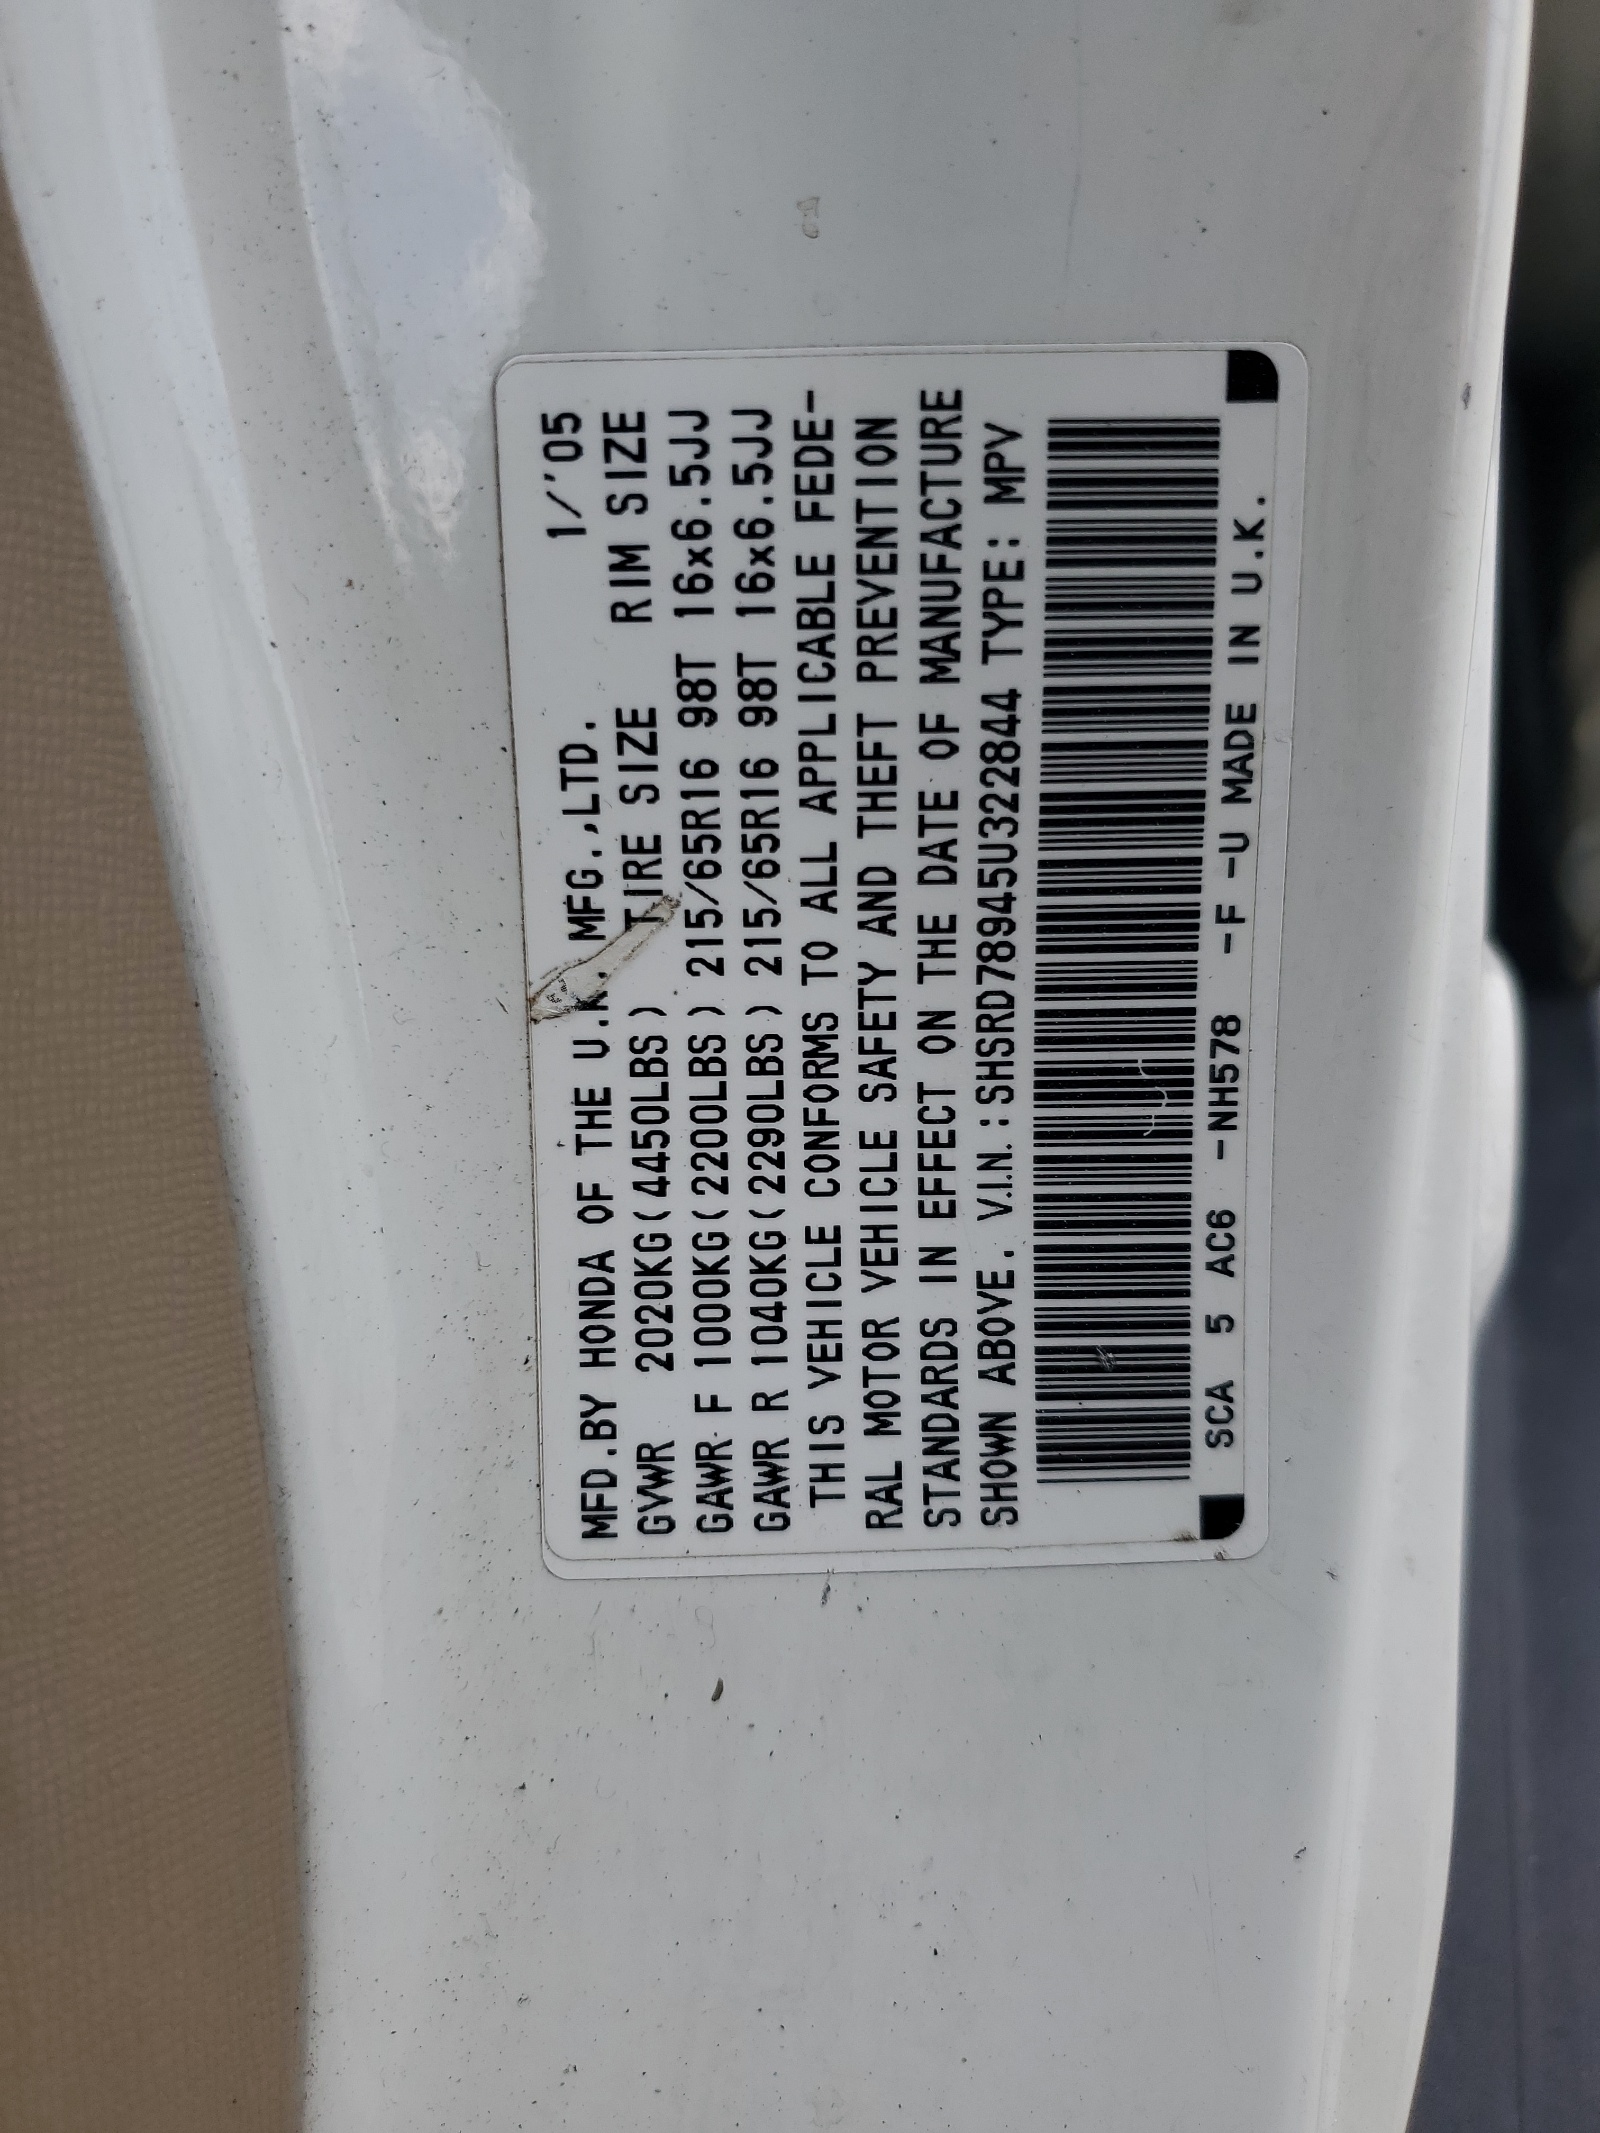 MFD.BY HONDA OF THE U.K. MFG.,LTD. 1/'05
GVWR 2020KG(4450LBS) TIRE SIZE RIM SIZE
GAWR F 1000KG(2200LBS) 215/65R16 98T 16x6.5JJ
GAWR R 1040KG(2290LBS) 215/65R16 98T 16x6.5JJ
THIS VEHICLE CONFORMS TO ALL APPLICABLE FEDE-
RAL MOTOR VEHICLE SAFETY AND THEFT PREVENTION
STANDARDS IN EFFECT ON THE DATE OF MANUFACTURE
SHOWN ABOVE. V.I.N.:SHSRD78945U322844 TYPE: MPV
SCA 5 AC6 -NH578 -F -U MADE IN U.K.